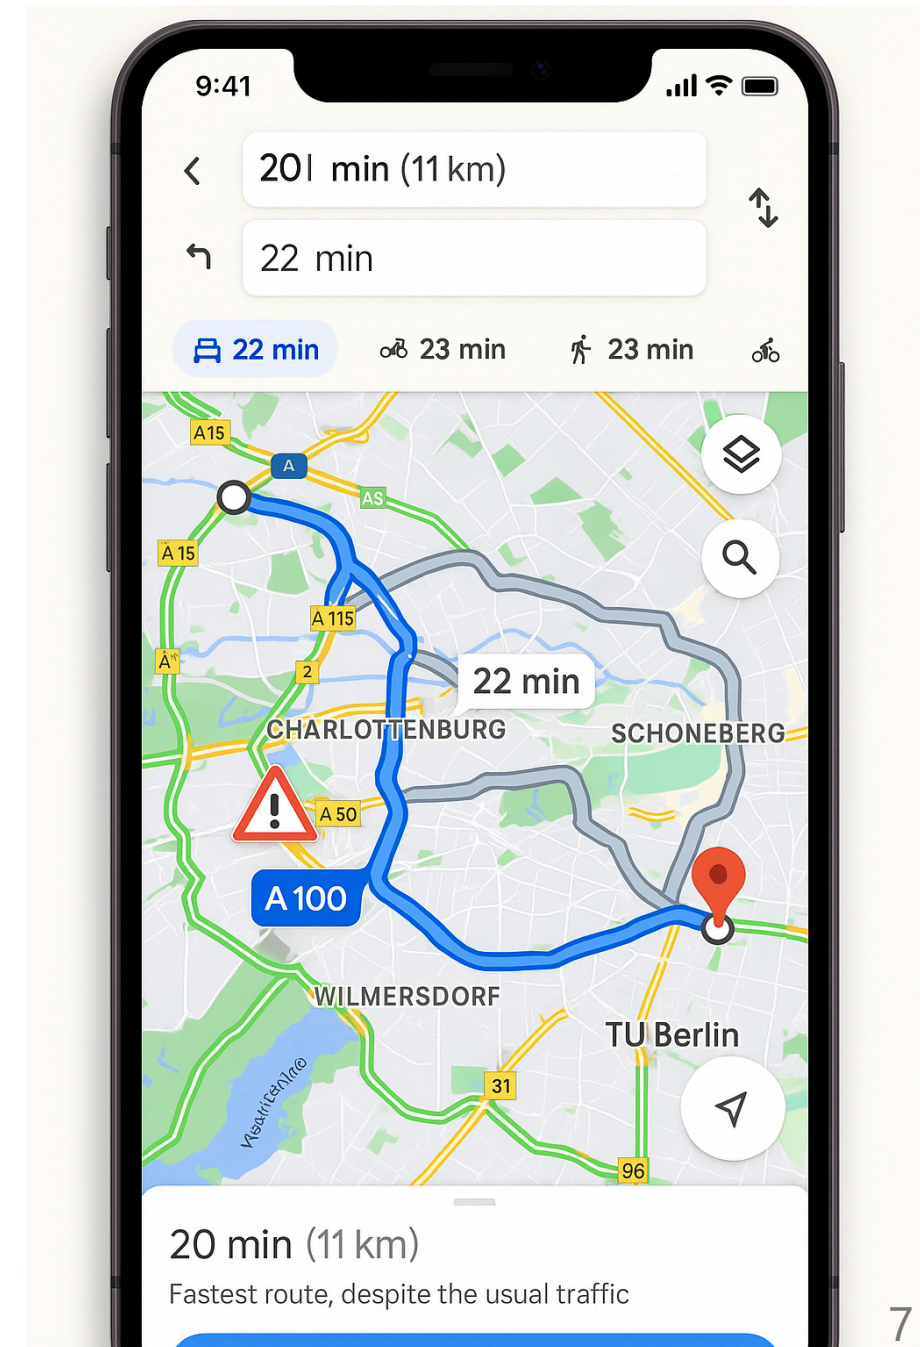 9:41
20| min (11 km)
22 min
22 min
23 min
23 min
A15
A
AS
A 15
A 115
2
22 min
CHARLOTTENBURG
SCHONEBERG
A 50
A 100
WILMERSDORF
TU Berlin
31
96
20 min (11 km)
Fastest route, despite the usual traffic
7